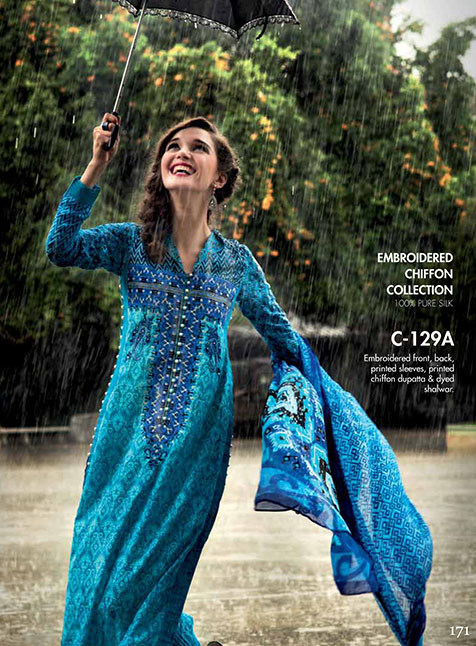 EMBROIDERED
CHIFFON
COLLECTION
100% PURE SILK
C-129A
Embroidered front, back,
printed sleeves, printed
chiffon dupatta & dyed
shalwar.
171